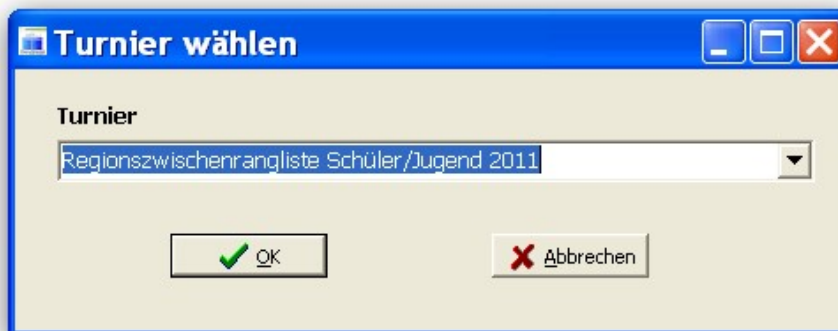 Turnier wählen
Turnier
Regionszwischenrangliste Schüler/Jugend 2011
OK
Abbrechen